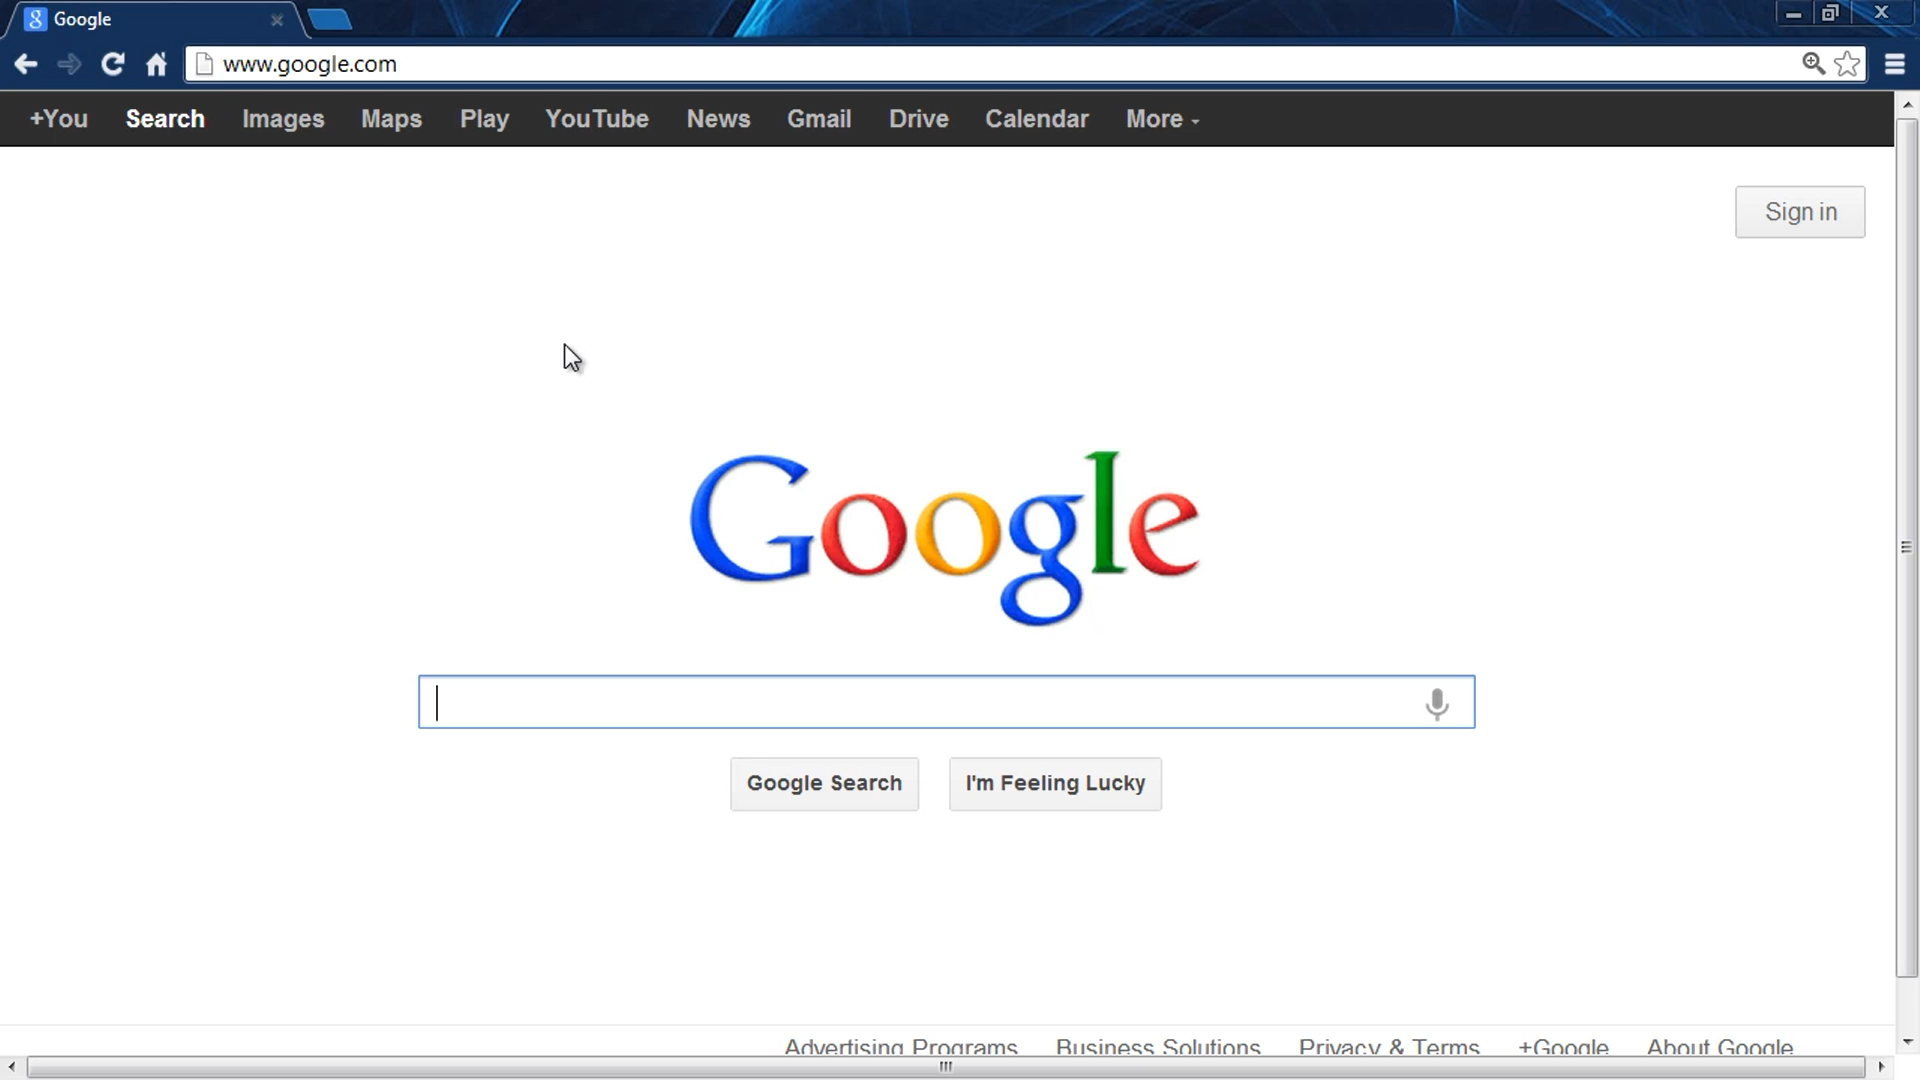 Google
www.google.com
+You Search Images Maps Play YouTube News Gmail Drive Calendar More
Sign in
Google
Google Search I'm Feeling Lucky
Advertising Programs Business Solutions Privacy & Terms +Google About Google